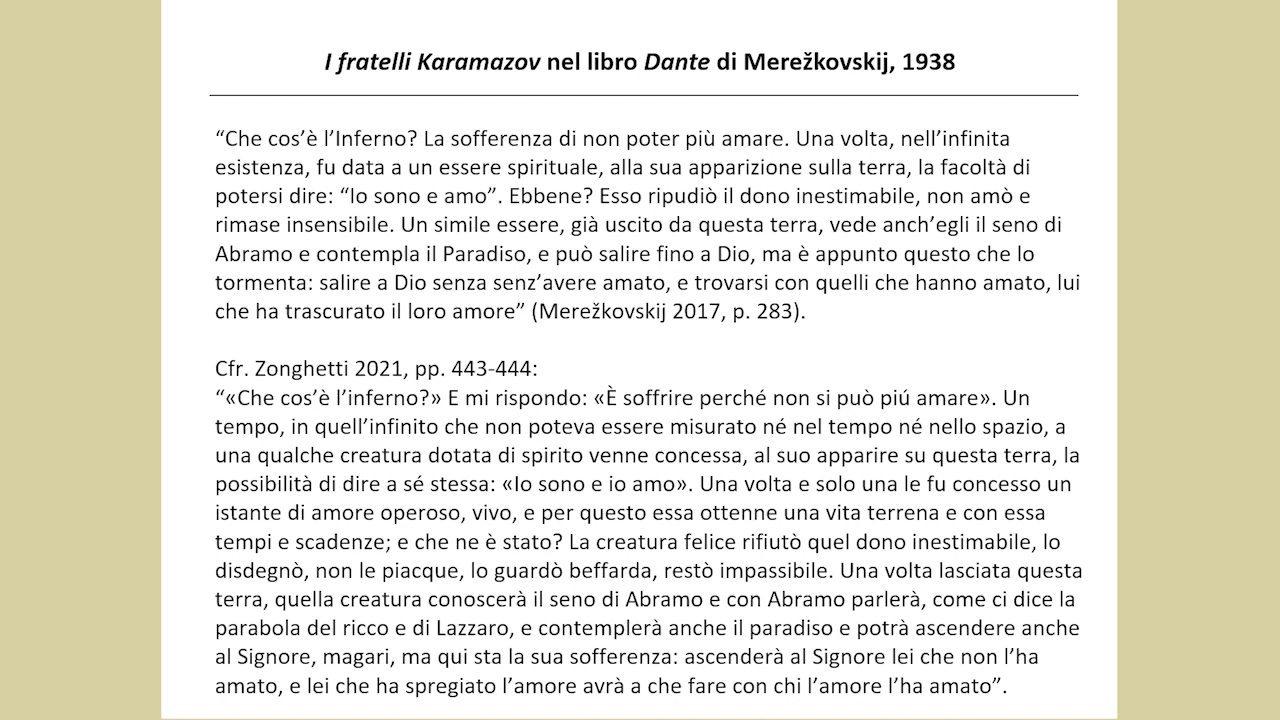 I fratelli Karamazov nel libro Dante di Merežkovskij, 1938
“Che cos’è l’Inferno? La sofferenza di non poter più amare. Una volta, nell’infinita
esistenza, fu data a un essere spirituale, alla sua apparizione sulla terra, la facoltà di
potersi dire: “Io sono e amo”. Ebbene? Esso ripudiò il dono inestimabile, non amò e
rimase insensibile. Un simile essere, già uscito da questa terra, vede anch’egli il seno di
Abramo e contempla il Paradiso, e può salire fino a Dio, ma è appunto questo che lo
tormenta: salire a Dio senza senz’avere amato, e trovarsi con quelli che hanno amato, lui
che ha trascurato il loro amore” (Merežkovskij 2017, p. 283).
Cfr. Zonghetti 2021, pp. 443-444:
“«Che cos’è l’inferno?» E mi rispondo: «È soffrire perché non si può piú amare». Un
tempo, in quell’infinito che non poteva essere misurato né nel tempo né nello spazio, a
una qualche creatura dotata di spirito venne concessa, al suo apparire su questa terra, la
possibilità di dire a sé stessa: «Io sono e io amo». Una volta e solo una le fu concesso un
istante di amore operoso, vivo, e per questo essa ottenne una vita terrena e con essa
tempi e scadenze; e che ne è stato? La creatura felice rifiutò quel dono inestimabile, lo
disdegnò, non le piacque, lo guardò beffarda, restò impassibile. Una volta lasciata questa
terra, quella creatura conoscerà il seno di Abramo e con Abramo parlerà, come ci dice la
parabola del ricco e di Lazzaro, e contemplerà anche il paradiso e potrà ascendere anche
al Signore, magari, ma qui sta la sua sofferenza: ascenderà al Signore lei che non l’ha
amato, e lei che ha spregiato l’amore avrà a che fare con chi l’amore l’ha amato”.